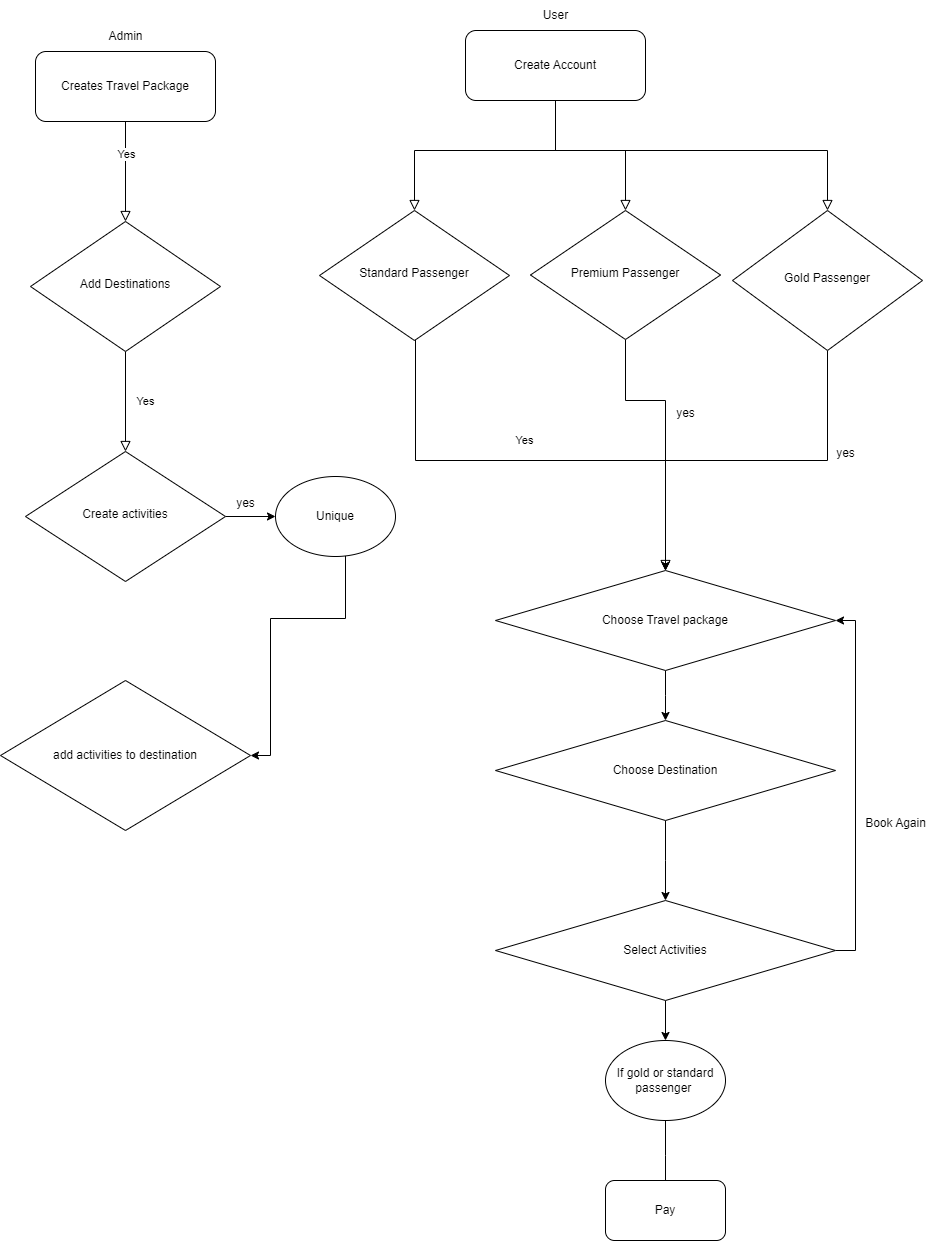 Admin
Creates Travel Package
Yes
Add Destinations
Yes
Create activities
yes
Unique
add activities to destination
User
Create Account
Standard Passenger
Premium Passenger
Gold Passenger
Yes
yes
yes
Choose Travel package
Choose Destination
Book Again
Select Activities
If gold or standard
passenger
Pay